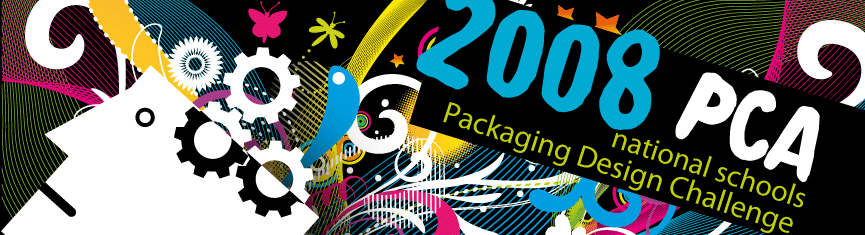 2008 PCA
national schools
Packaging Design Challenge